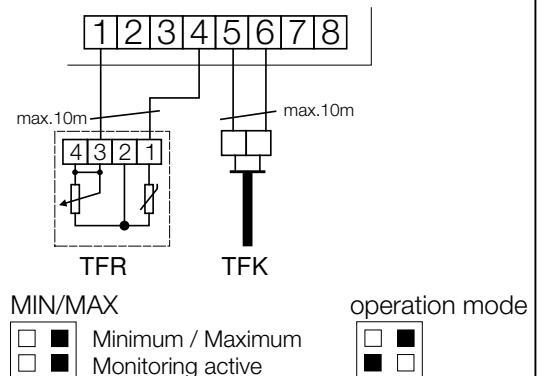 1 2 3 4 5 6 7 8
max.10m
max.10m
4 3 2 1
TFR TFK
MIN/MAX operation mode
Minimum / Maximum
Monitoring active